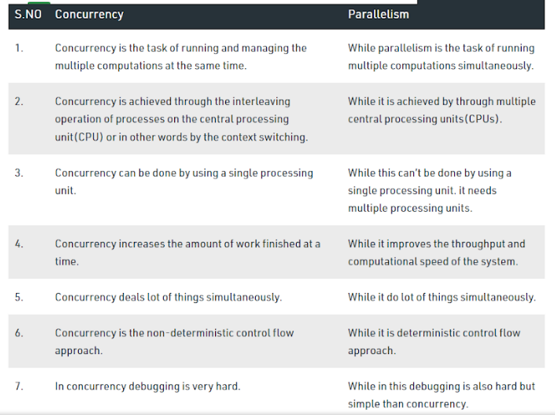 S.NO Concurrency Parallelism
1. Concurrency is the task of running and managing the While parallelism is the task of running
multiple computations at the same time. multiple computations simultaneously.
2. Concurrency is achieved through the interleaving While it is achieved by through multiple
operation of processes on the central processing central processing units(CPUs).
unit(CPU) or in other words by the context switching.
3. Concurrency can be done by using a single processing While this can't be done by using a
unit. single processing unit. it needs
multiple processing units.
4. Concurrency increases the amount of work finished at a While it improves the throughput and
time. computational speed of the system.
5. Concurrency deals lot of things simultaneously. While it do lot of things simultaneously.
6. Concurrency is the non-deterministic control flow While it is deterministic control flow
approach. approach.
7. In concurrency debugging is very hard. While in this debugging is also hard but
simple than concurrency.